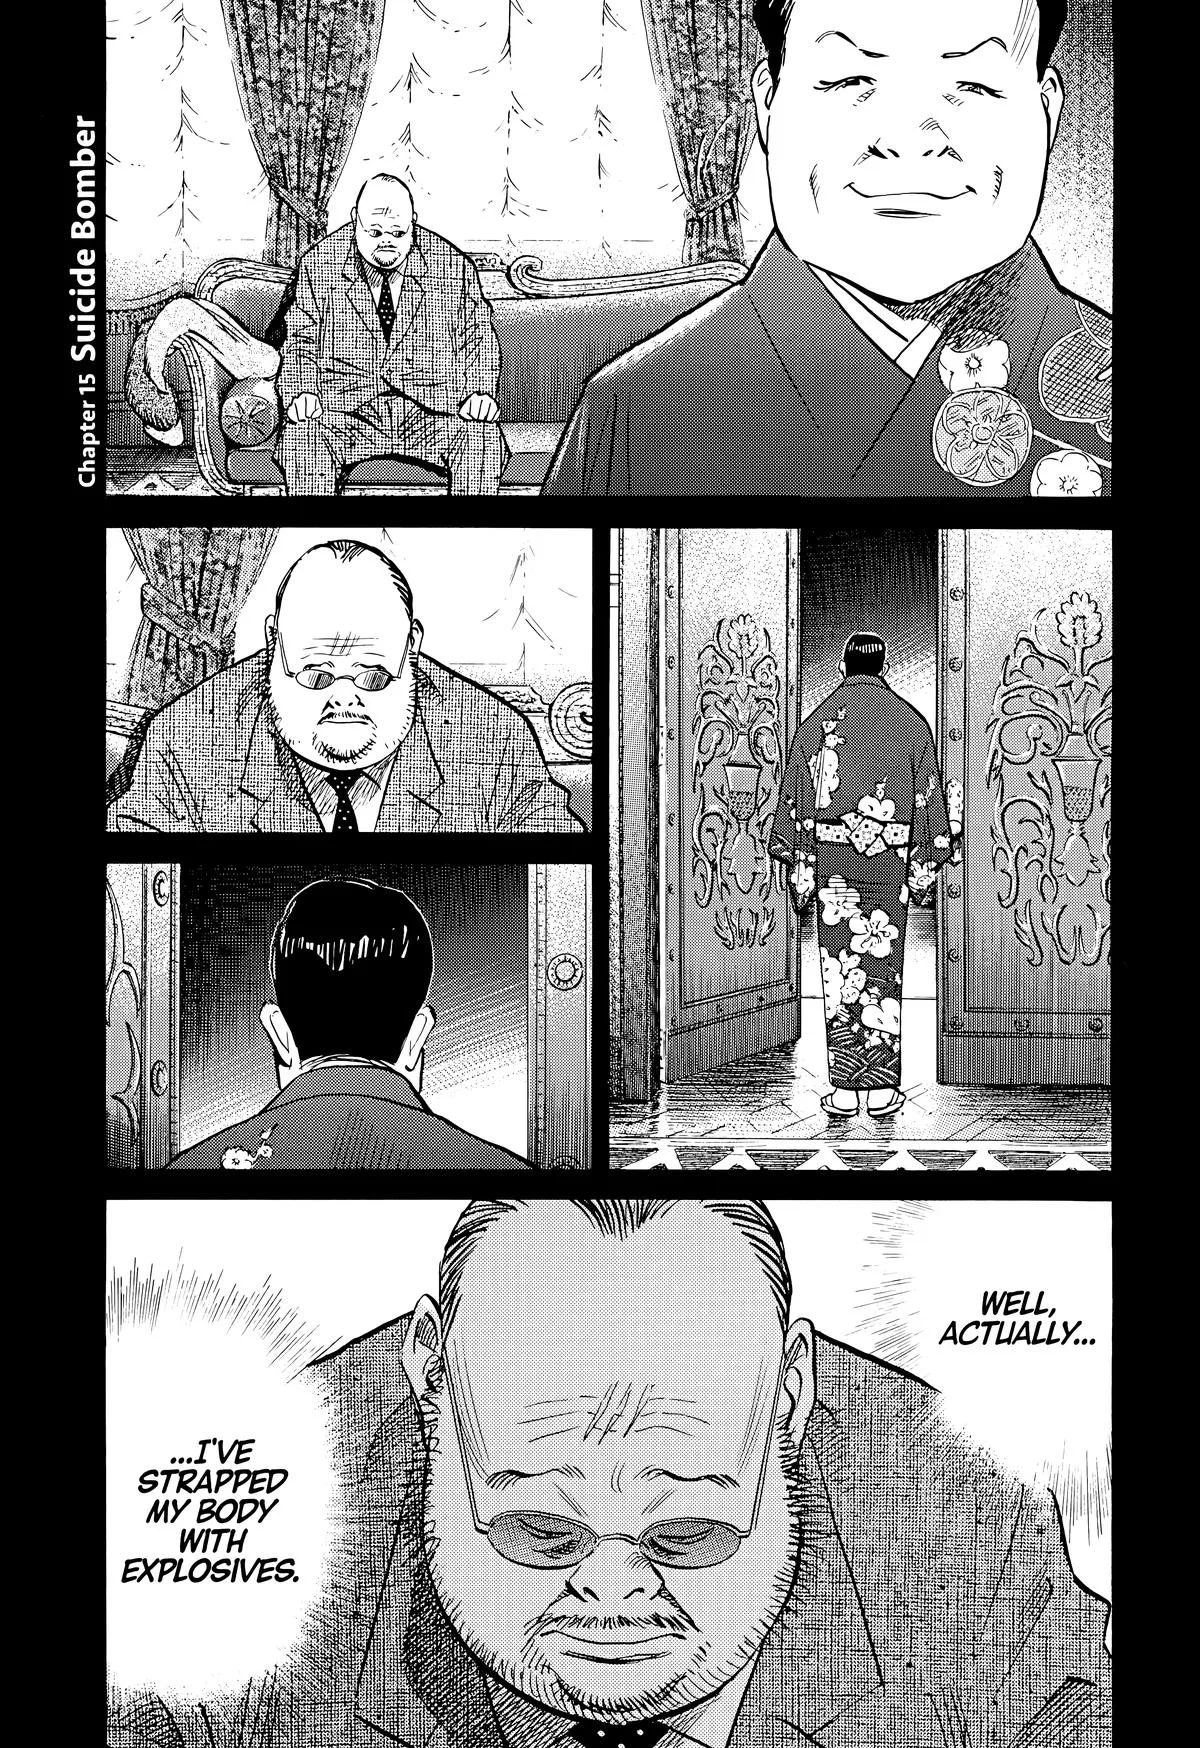 Chapter 15 Suicide Bomber
WELL,
ACTUALLY...
...I'VE
STRAPPED
MY BODY
WITH
EXPLOSIVES.